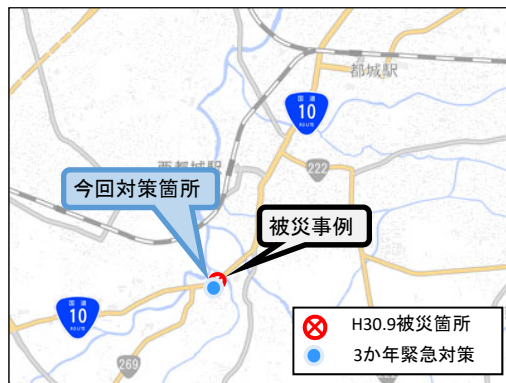 都城駅
国道
10
ROUTE
西都城駅
222
今回対策箇所
被災事例
国道
10
ROUTE
269
H30.9被災箇所
3か年緊急対策